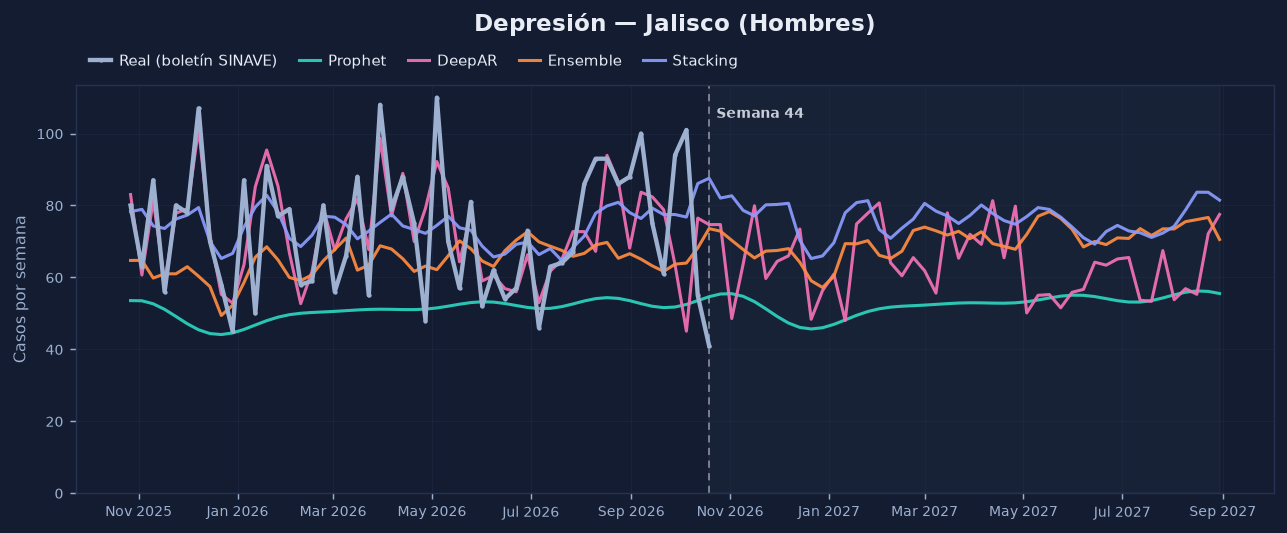 Depresión — Jalisco (Hombres)
Real (boletín SINAVE) Prophet DeepAR Ensemble Stacking
Semana 44
Casos por semana
100
80
60
40
20
0
Nov 2025 Jan 2026 Mar 2026 May 2026 Jul 2026 Sep 2026 Nov 2026 Jan 2027 Mar 2027 May 2027 Jul 2027 Sep 2027